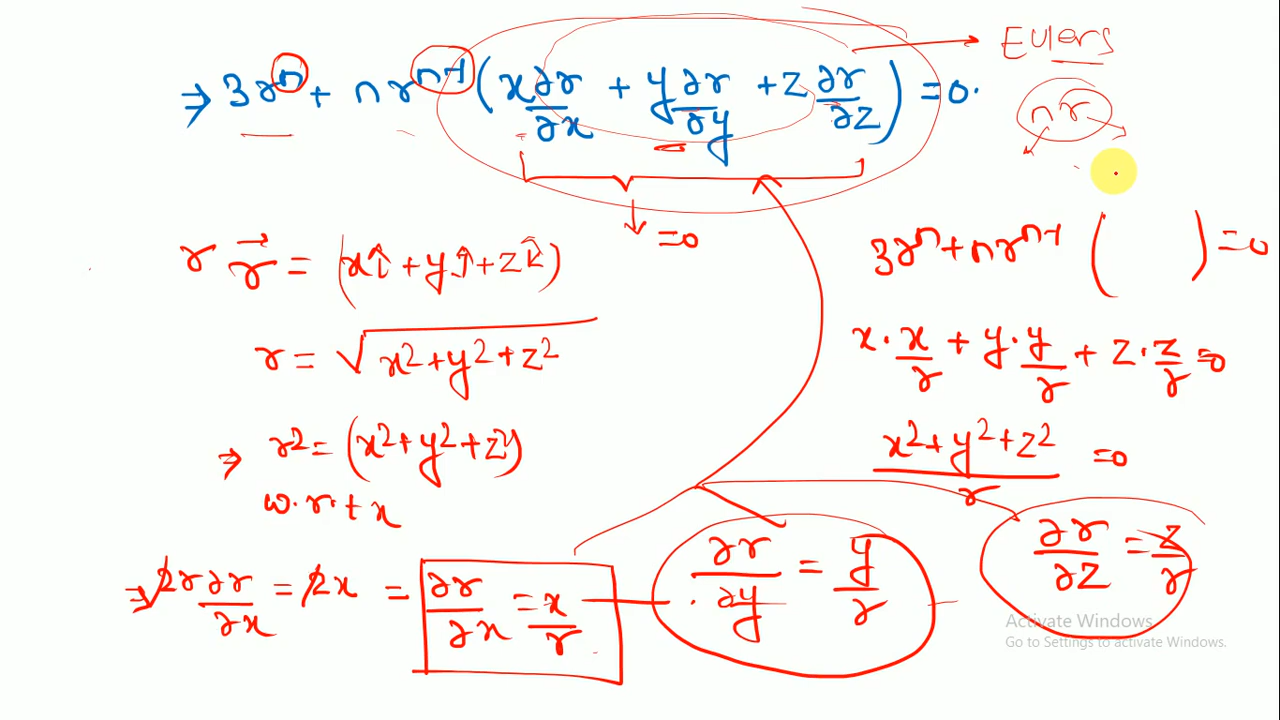 ⇒ 3rⁿ + n rⁿ⁻¹ (x ∂r/∂x + y ∂r/∂y + z ∂r/∂z) = 0.
Eulers
nr
=0
r r⃗ = (xî + yĵ + zk̂)
3rⁿ + nrⁿ⁻¹ ( ) = 0
r = √x² + y² + z²
x · x/r + y · y/r + z · z/r = 0
⇒ r² = (x² + y² + z²)
x² + y² + z² / r = 0
w.r.t x
⇒ 2r ∂r/∂x = 2x = ∂r/∂x = x/r
∂r/∂y = y/r
∂r/∂z = z/r
Activate Windows
Go to Settings to activate Windows.